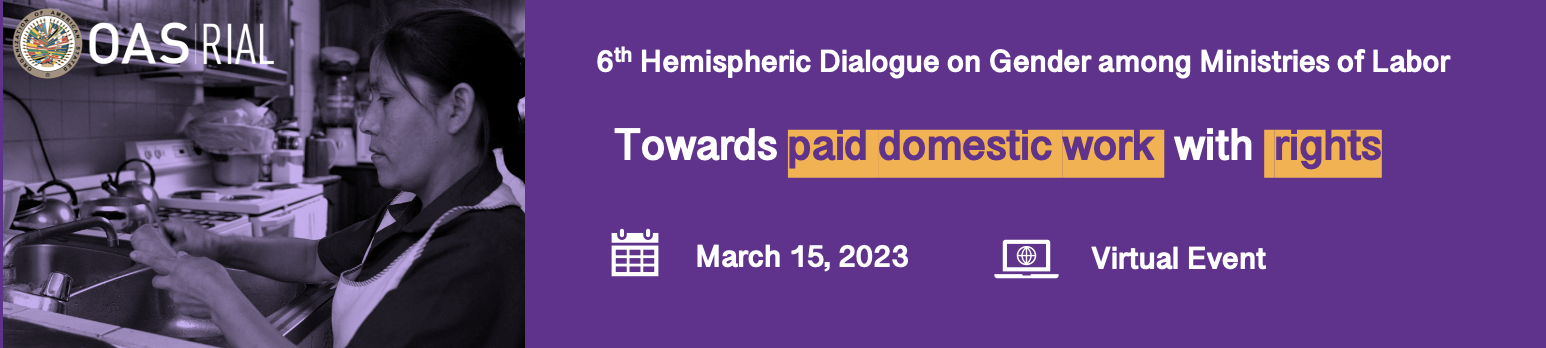 OAS RIAL
6th Hemispheric Dialogue on Gender among Ministries of Labor
Towards paid domestic work with rights
March 15, 2023
Virtual Event